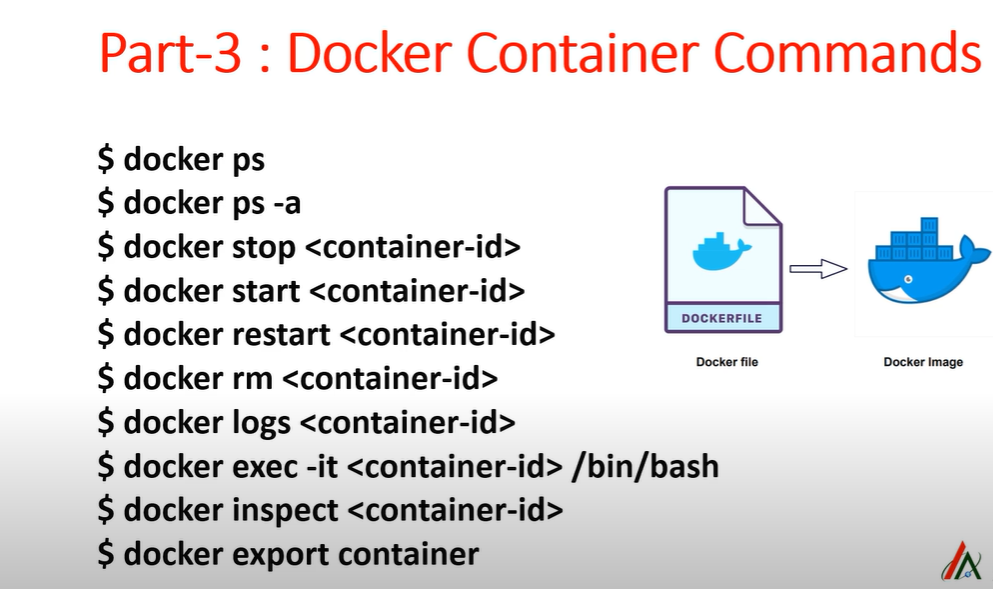 Part-3 : Docker Container Commands
$ docker ps
$ docker ps -a
$ docker stop <container-id>
$ docker start <container-id>
$ docker restart <container-id>
$ docker rm <container-id>
$ docker logs <container-id>
$ docker exec -it <container-id> /bin/bash
$ docker inspect <container-id>
$ docker export container
DOCKERFILE
Docker file
Docker Image